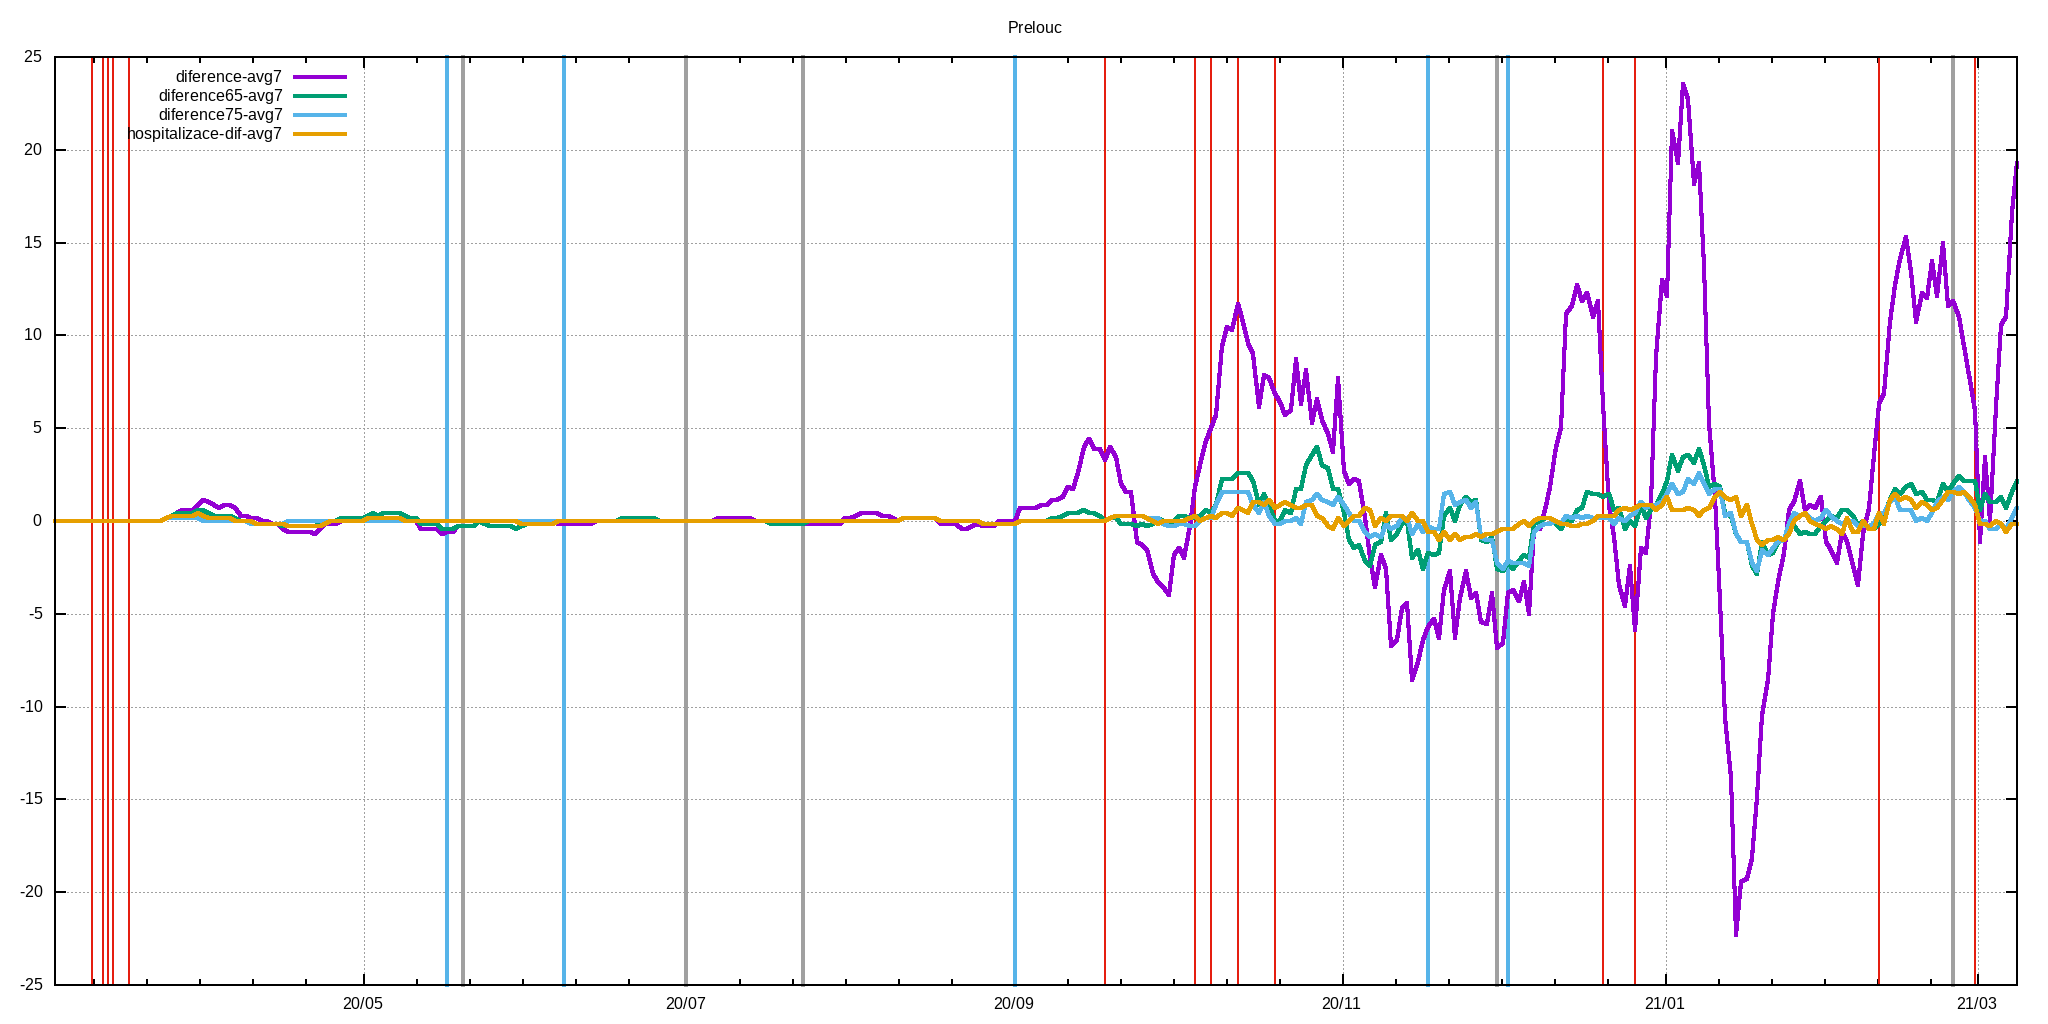 Prelouc
diference-avg7
diference65-avg7
diference75-avg7
hospitalizace-dif-avg7
25
20
15
10
5
0
-5
-10
-15
-20
-25
20/05 20/07 20/09 20/11 21/01 21/03